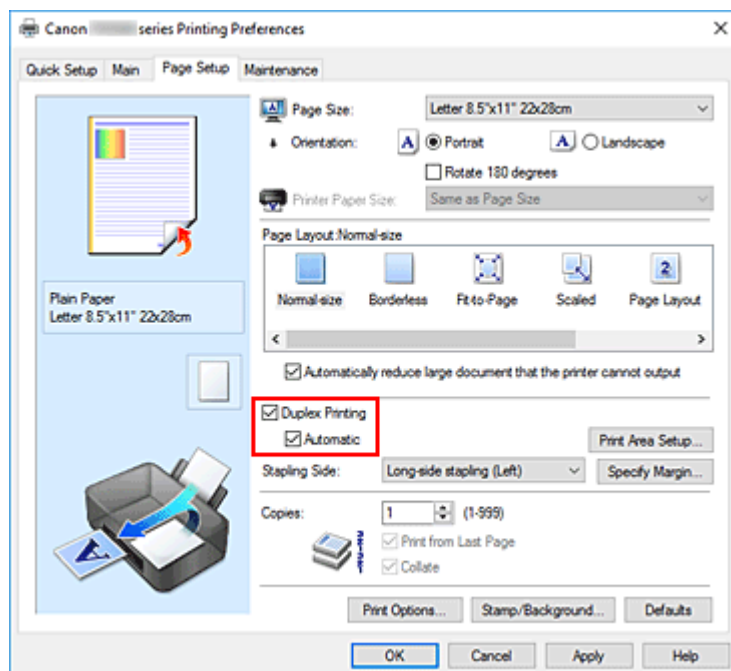 Canon series Printing Preferences
Quick Setup Main Page Setup Maintenance
Page Size: Letter 8.5"x11" 22x28cm
Orientation: A Portrait A Landscape
Rotate 180 degrees
Printer Paper Size: Same as Page Size
Page Layout:Normal-size
2
Normal-size Borderless Fit-to-Page Scaled Page Layout
Plain Paper
Letter 8.5"x11" 22x28cm
Automatically reduce large document that the printer cannot output
Duplex Printing
Automatic
Print Area Setup...
Stapling Side: Long-side stapling (Left) Specify Margin...
Copies: 1 (1-999)
Print from Last Page
Collate
A
Print Options... Stamp/Background... Defaults
OK Cancel Apply Help